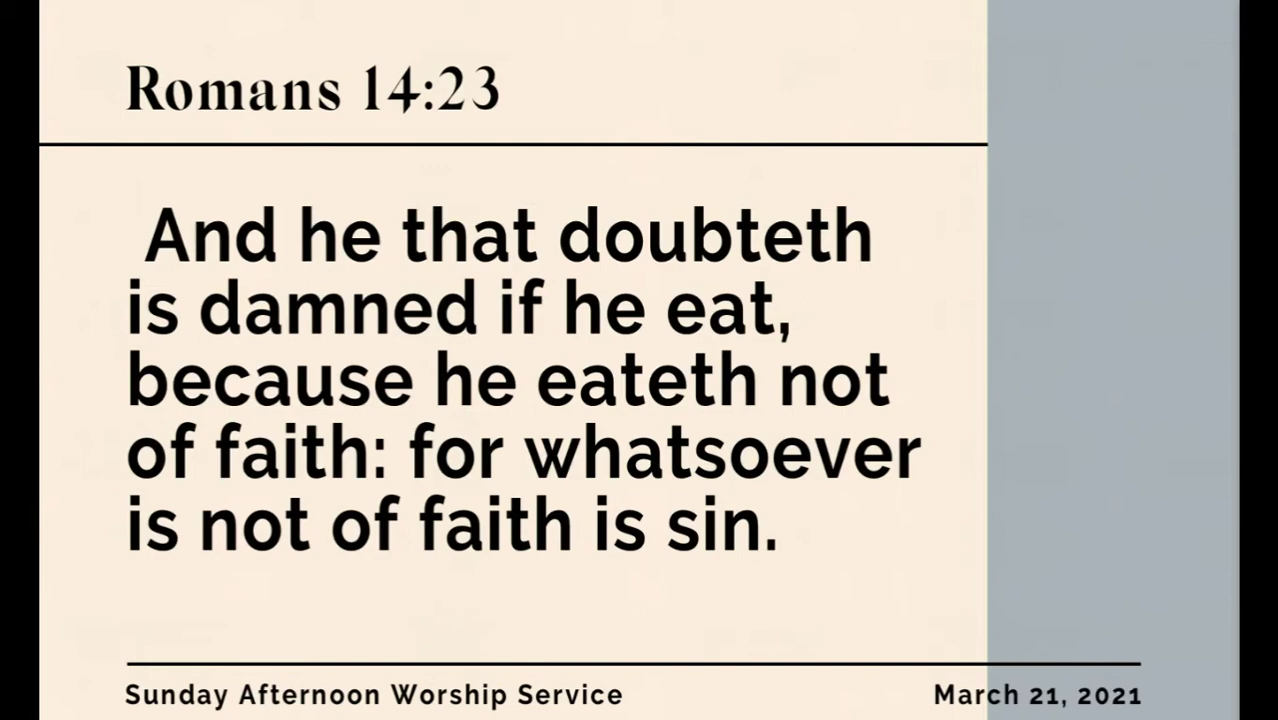 Romans 14:23
And he that doubteth
is damned if he eat,
because he eateth not
of faith: for whatsoever
is not of faith is sin.
Sunday Afternoon Worship Service
March 21, 2021